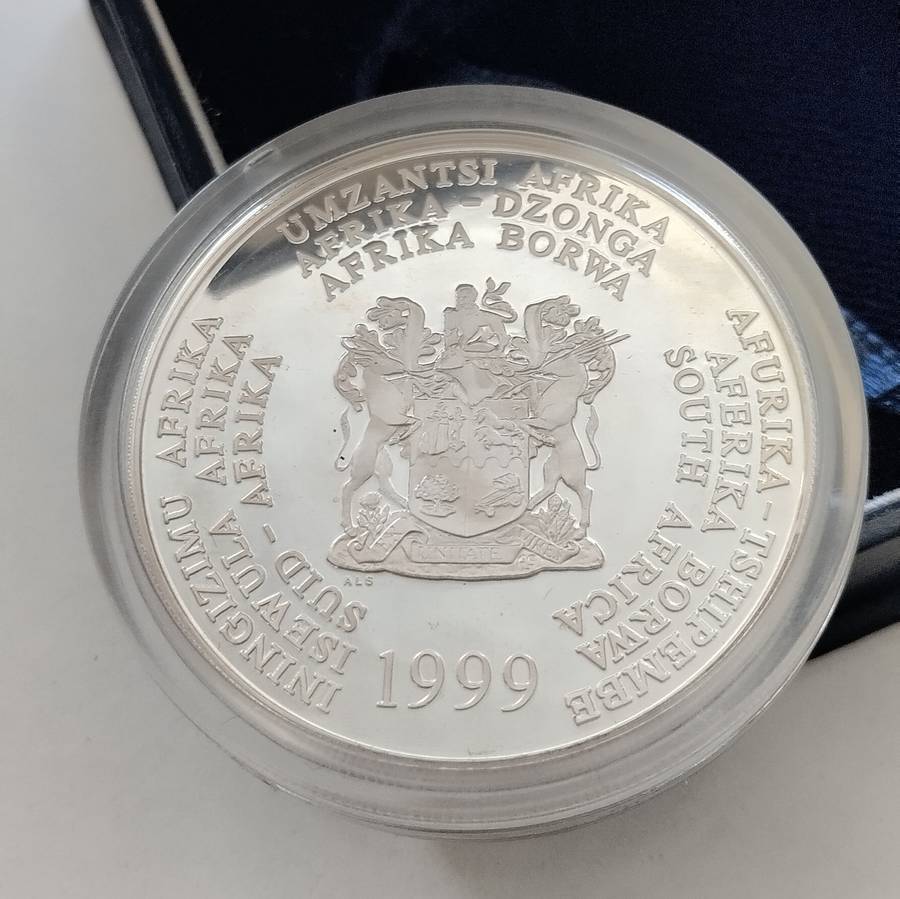 UMZANTSI AFRIKA
AFRIKA - DZONGA
AFRIKA BORWA
ININGIZIMU AFRIKA
ISEWULA AFRIKA
SUID - AFRIKA
AFURIKA - TSHIPEMBE
AFERIKA BORWA
SOUTH AFRICA
UNITATE
ALS
1999